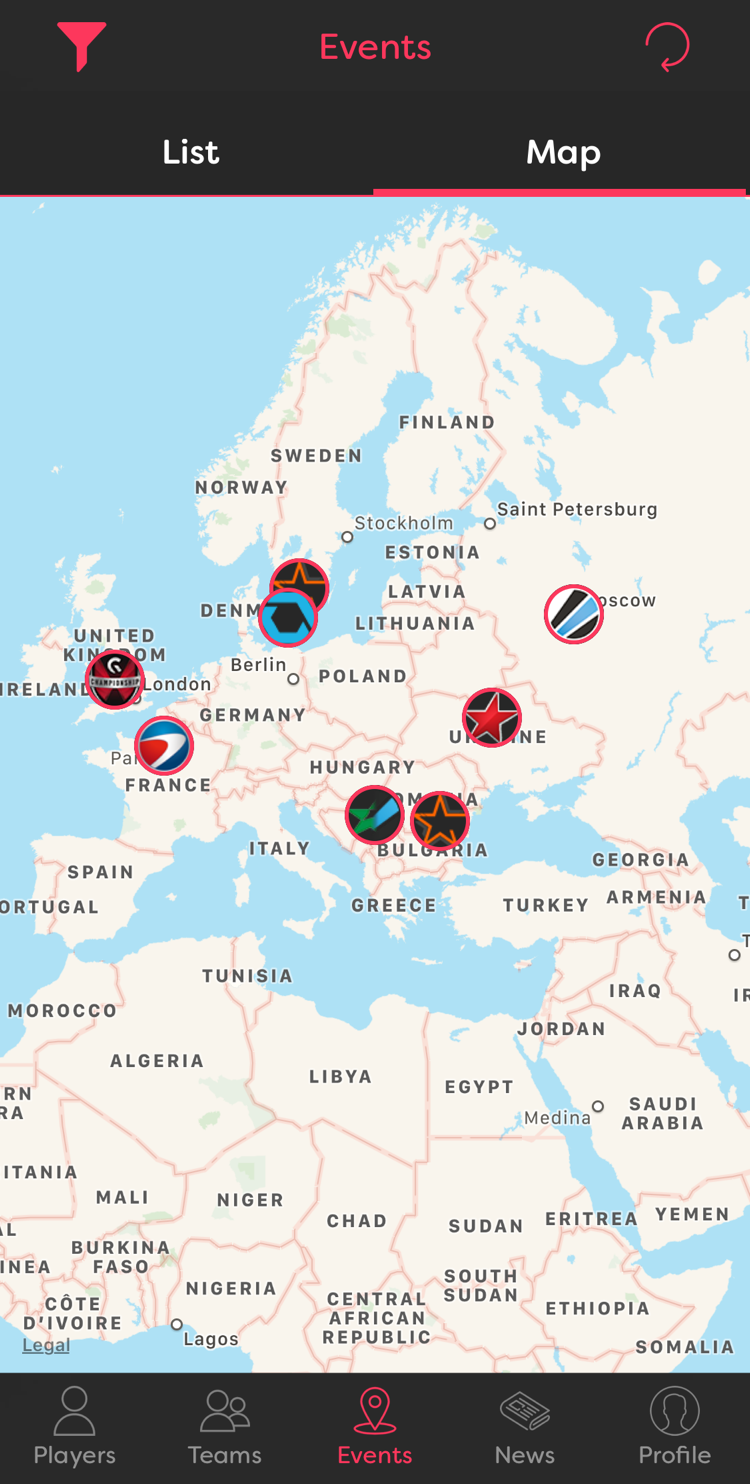 Events
List
Map
FINLAND
SWEDEN
NORWAY
Saint Petersburg
Stockholm
ESTONIA
LATVIA
DENM
oscow
LITHUANIA
UNITED
KINGDOM
Berlin
POLAND
IRELAND
London
CHAMPIONSHIP
GERMANY
UKRAINE
Pa
HUNGARY
FRANCE
ROMANIA
ITALY
BULGARIA
GEORGIA
SPAIN
ARMENIA
ORTUGAL
GREECE
TURKEY
T
T
TUNISIA
IRAQ
IR
MOROCCO
JORDAN
ALGERIA
LIBYA
EGYPT
RN
RA
Medina
SAUDI
ARABIA
ITANIA
MALI
NIGER
CHAD
SUDAN
ERITREA
YEMEN
AL
BURKINA
FASO
INEA
NIGERIA
SOUTH
SUDAN
CÔTE
D'IVOIRE
CENTRAL
AFRICAN
REPUBLIC
ETHIOPIA
Lagos
Legal
SOMALIA
Players
Teams
Events
News
Profile